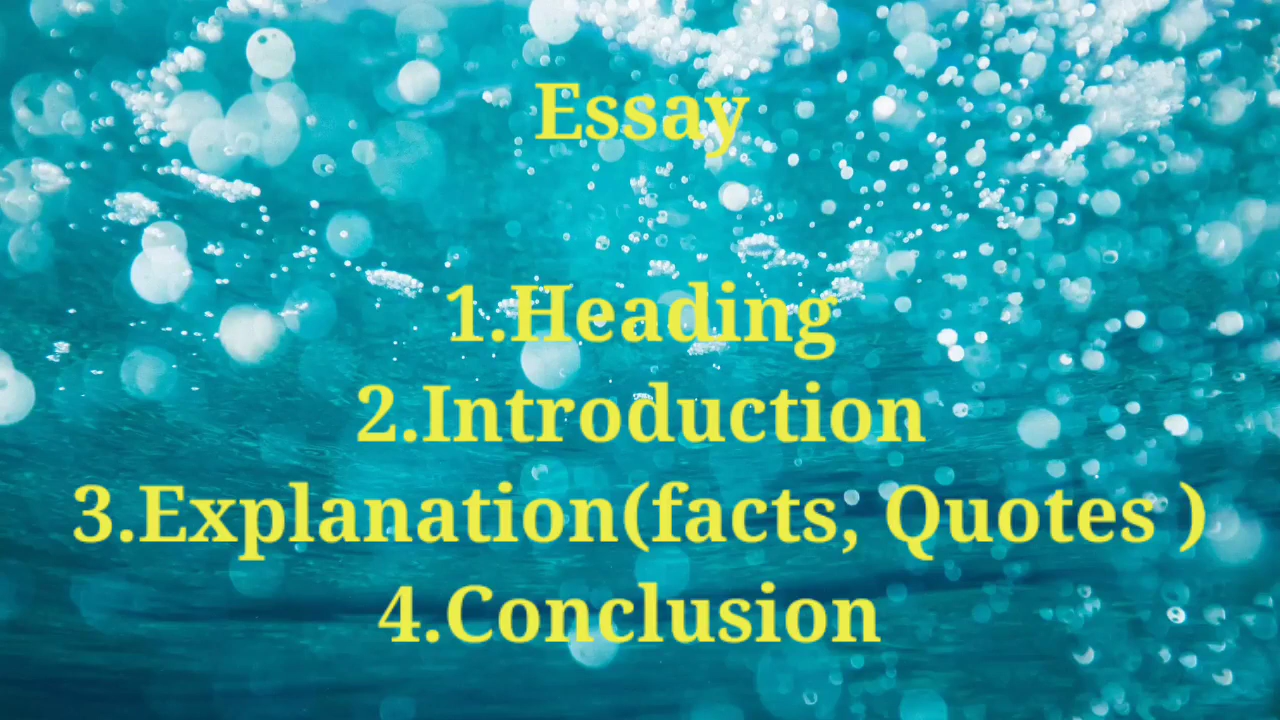 Essay
1.Heading
2.Introduction
3.Explanation(facts, Quotes )
4.Conclusion